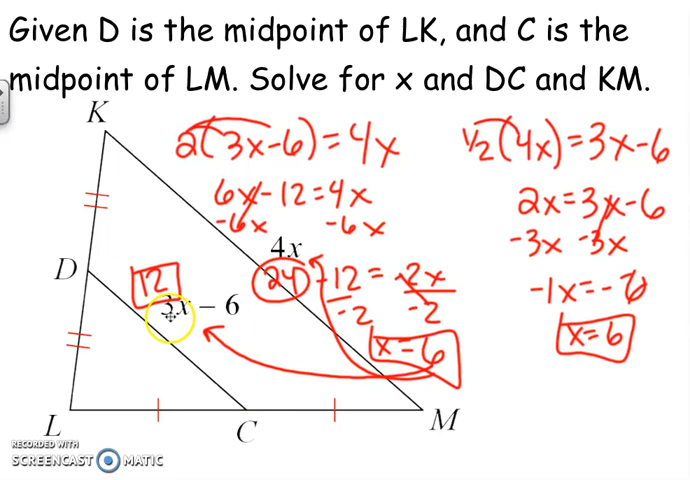 Given D is the midpoint of LK, and C is the
midpoint of LM. Solve for x and DC and KM.
K
2(3x-6)=4x
6x-12=4x
-6x -6x
4x
24
-12 = -2x
-2 -2
x=6
½(4x)=3x-6
2x=3x-6
-3x -3x
-1x=-6
x=6
D
12
3x – 6
L
C
M
RECORDED WITH
SCREENCAST MATIC